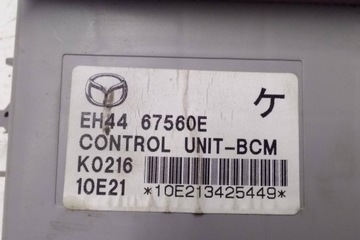 ケ
EH44 67560E
CONTROL UNIT-BCM
K0216
10E21 *10E213425449*